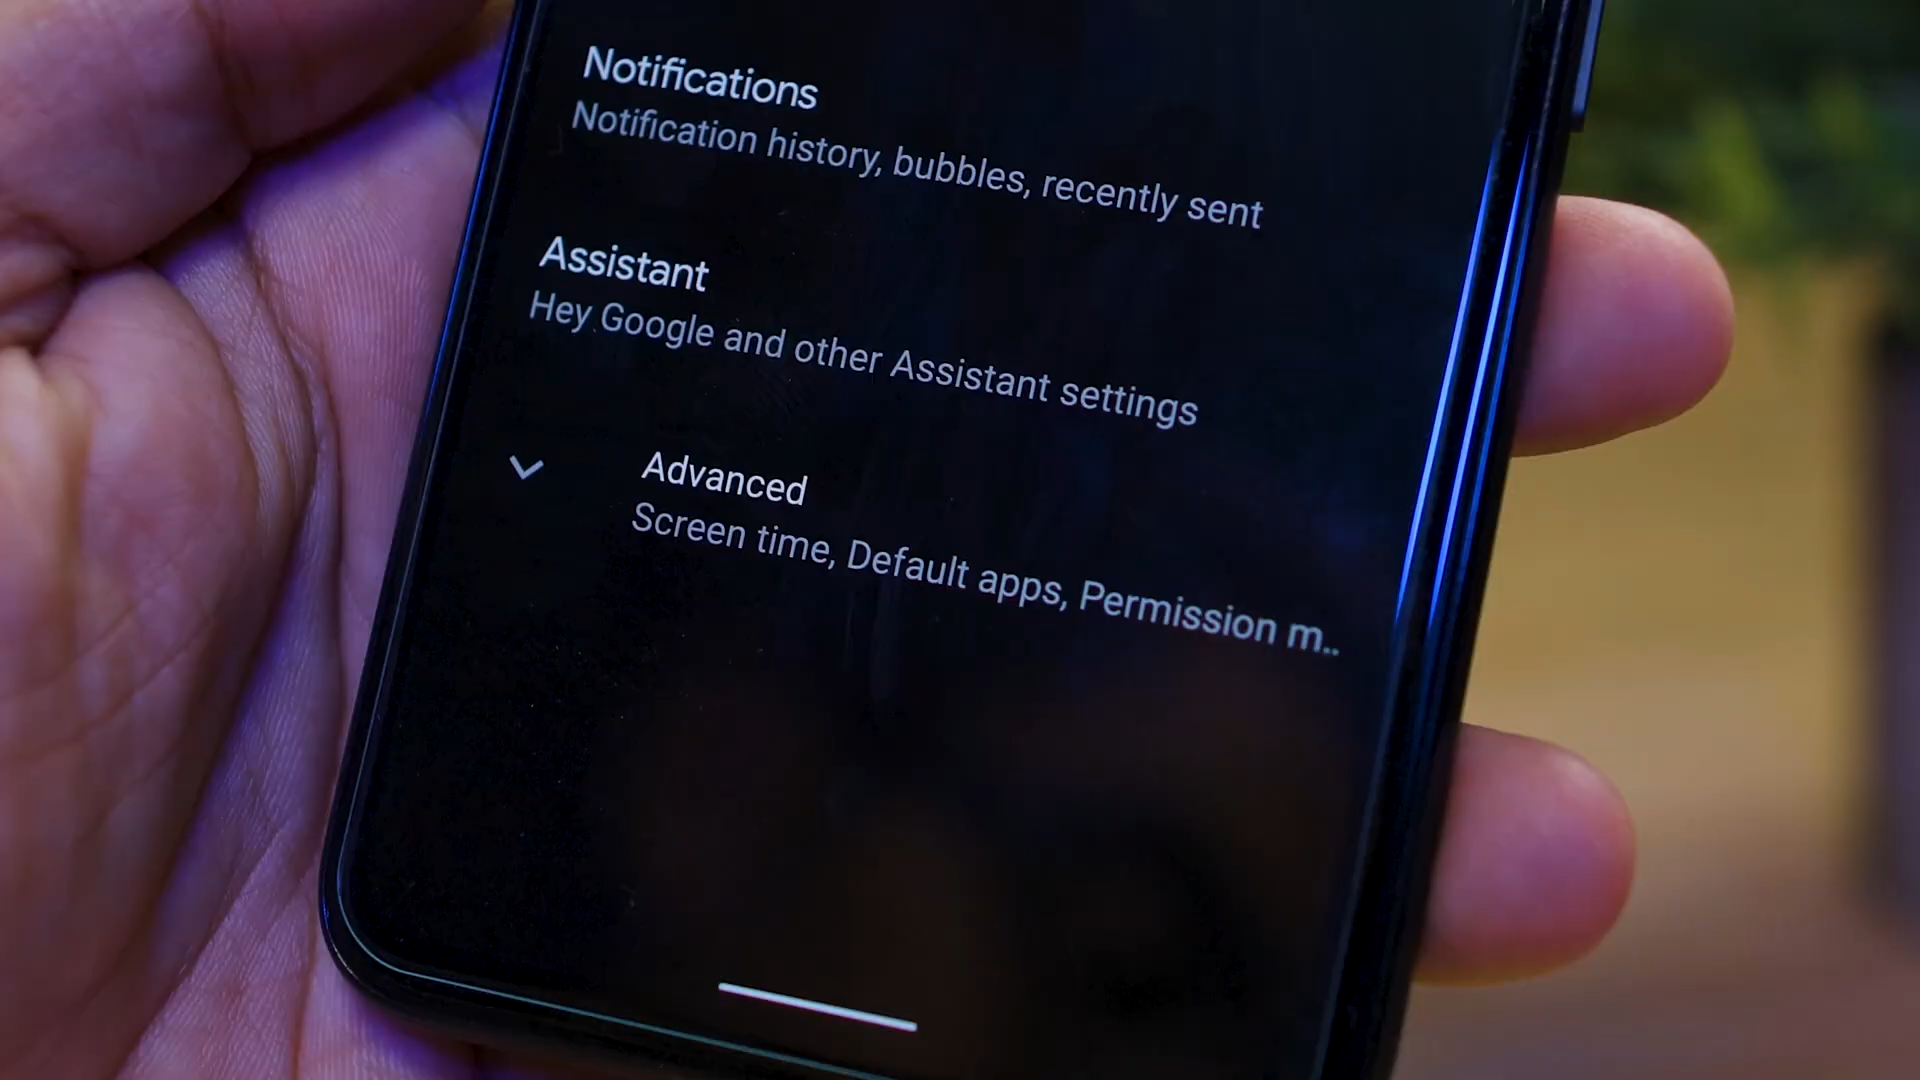 Notifications
Notification history, bubbles, recently sent
Assistant
Hey Google and other Assistant settings
Advanced
Screen time, Default apps, Permission m..